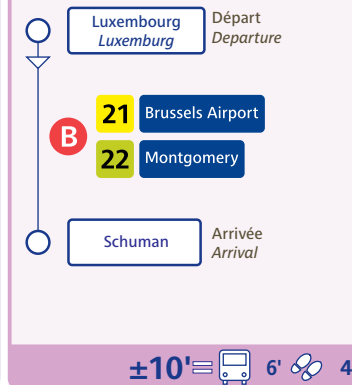 Luxembourg
Luxemburg
Départ
Departure
B
21 Brussels Airport
22 Montgomery
Schuman
Arrivée
Arrival
±10'= 6' 4